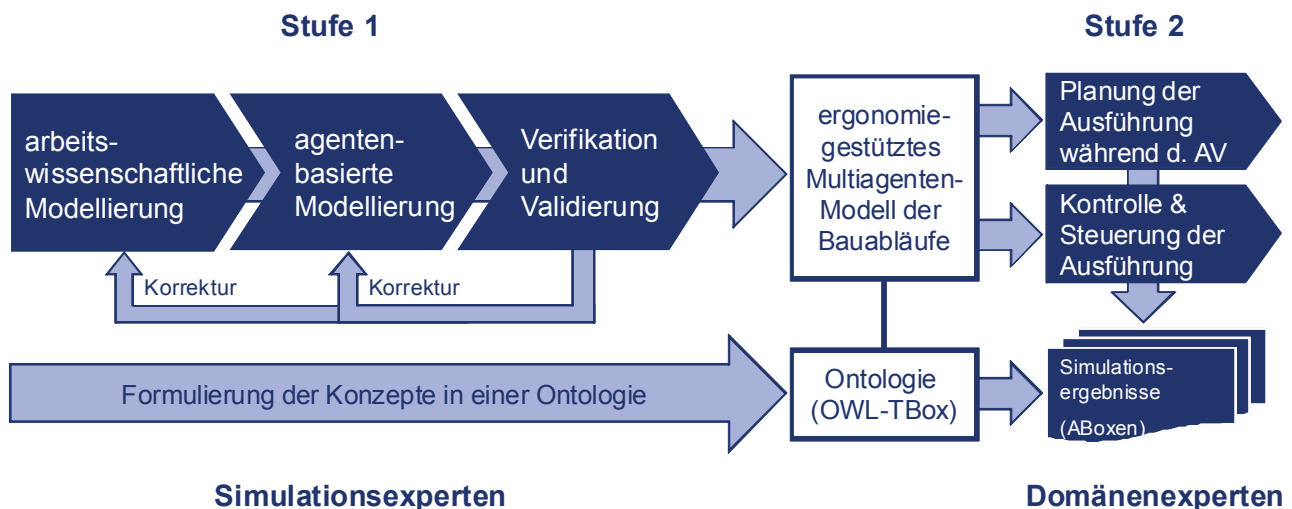 Stufe 1
Stufe 2
arbeits-
wissenschaftliche
Modellierung
agenten-
basierte
Modellierung
Verifikation
und
Validierung
ergonomie-
gestütztes
Multiagenten-
Modell der
Bauabläufe
Planung der
Ausführung
während d. AV
Kontrolle &
Steuerung der
Ausführung
Korrektur
Korrektur
Formulierung der Konzepte in einer Ontologie
Ontologie
(OWL-TBox)
Simulations-
ergebnisse
(ABoxen)
Simulationsexperten
Domänenexperten